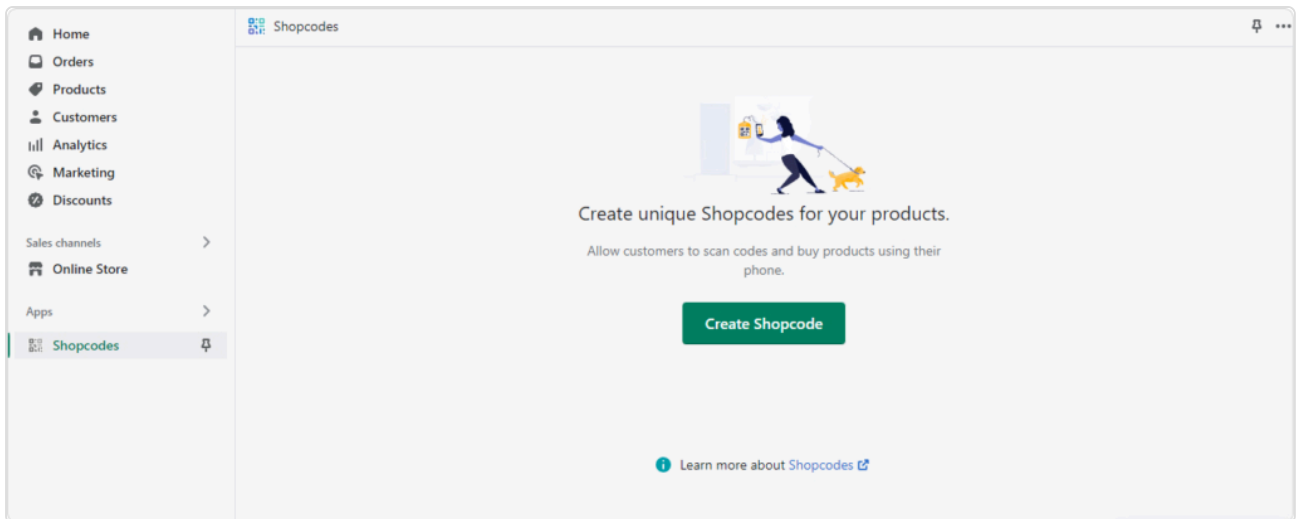 Home
Orders
Products
Customers
Analytics
Marketing
Discounts
Sales channels
Online Store
Apps
Shopcodes
Shopcodes
Create unique Shopcodes for your products.
Allow customers to scan codes and buy products using their
phone.
Create Shopcode
Learn more about Shopcodes